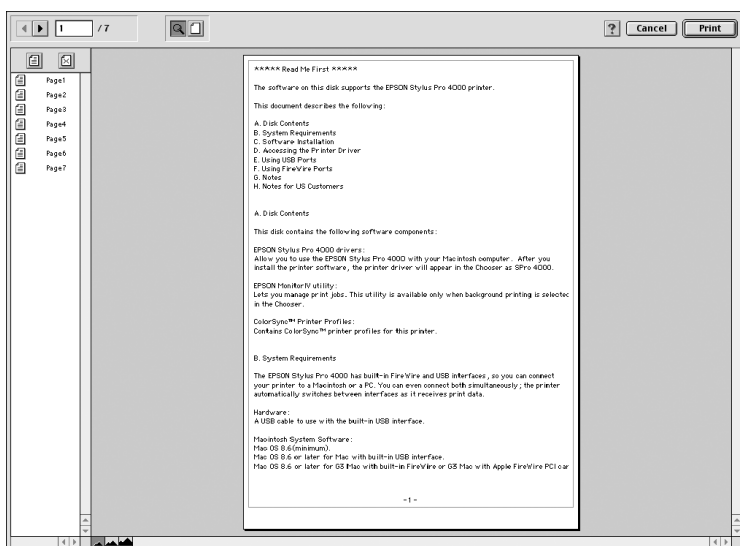 1 / 7
? Cancel Print
Page1
Page2
Page3
Page4
Page5
Page6
Page7
***** Read Me First *****
The software on this disk supports the EPSON Stylus Pro 4000 printer.
This document describes the following:
A. Disk Contents
B. System Requirements
C. Software Installation
D. Accessing the Printer Driver
E. Using USB Ports
F. Using FireWire Ports
G. Notes
H. Notes for US Customers
A. Disk Contents
This disk contains the following software components:
EPSON Stylus Pro 4000 drivers:
Allow you to use the EPSON Stylus Pro 4000 with your Macintosh computer. After you
install the printer software, the printer driver will appear in the Chooser as SPro 4000.
EPSON MonitorIV utility:
Lets you manage print jobs. This utility is available only when background printing is selectec
in the Chooser.
ColorSync™ Printer Profiles:
Contains ColorSync™ printer profiles for this printer.
B. System Requirements
The EPSON Stylus Pro 4000 has built-in FireWire and USB interfaces, so you can connect
your printer to a Macintosh or a PC. You can even connect both simultaneously; the printer
automatically switches between interfaces as it receives print data.
Hardware:
A USB cable to use with the built-in USB interface.
Macintosh System Software:
Mac OS 8.6(minimum).
Mac OS 8.6 or later for Mac with built-in USB interface.
Mac OS 8.6 or later for G3 Mac with built-in FireWire or G3 Mac with Apple FireWire PCI car
-1-